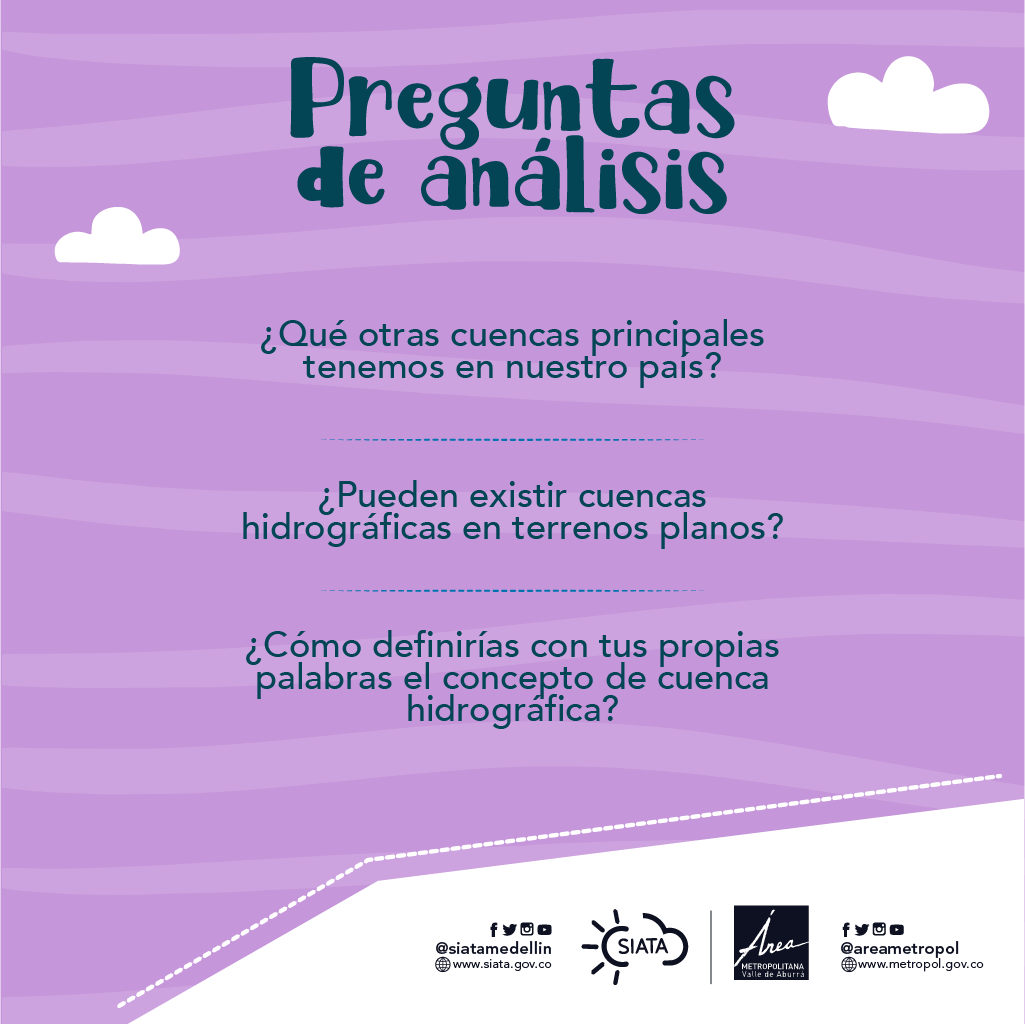 Preguntas
de análisis
¿Qué otras cuencas principales
tenemos en nuestro país?
¿Pueden existir cuencas
hidrográficas en terrenos planos?
¿Cómo definirías con tus propias
palabras el concepto de cuenca
hidrográfica?
@siatamedellin
www.siata.gov.co
SIATA
Área
METROPOLITANA
Valle de Aburrá
@areametropol
www.metropol.gov.co